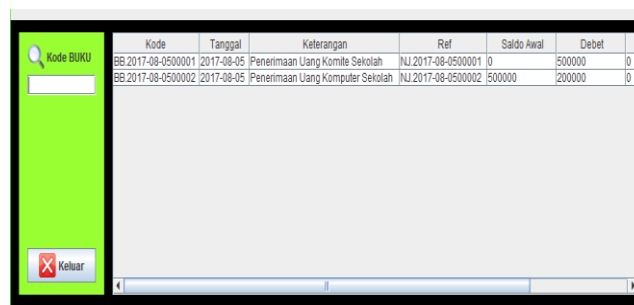 Kode BUKU
Kode Tanggal Keterangan Ref Saldo Awal Debet
BB.2017-08-0500001 2017-08-05 Penerimaan Uang Komite Sekolah NJ.2017-08-0500001 0 500000 0
BB.2017-08-0500002 2017-08-05 Penerimaan Uang Komputer Sekolah NJ.2017-08-0500002 500000 200000 0
Keluar